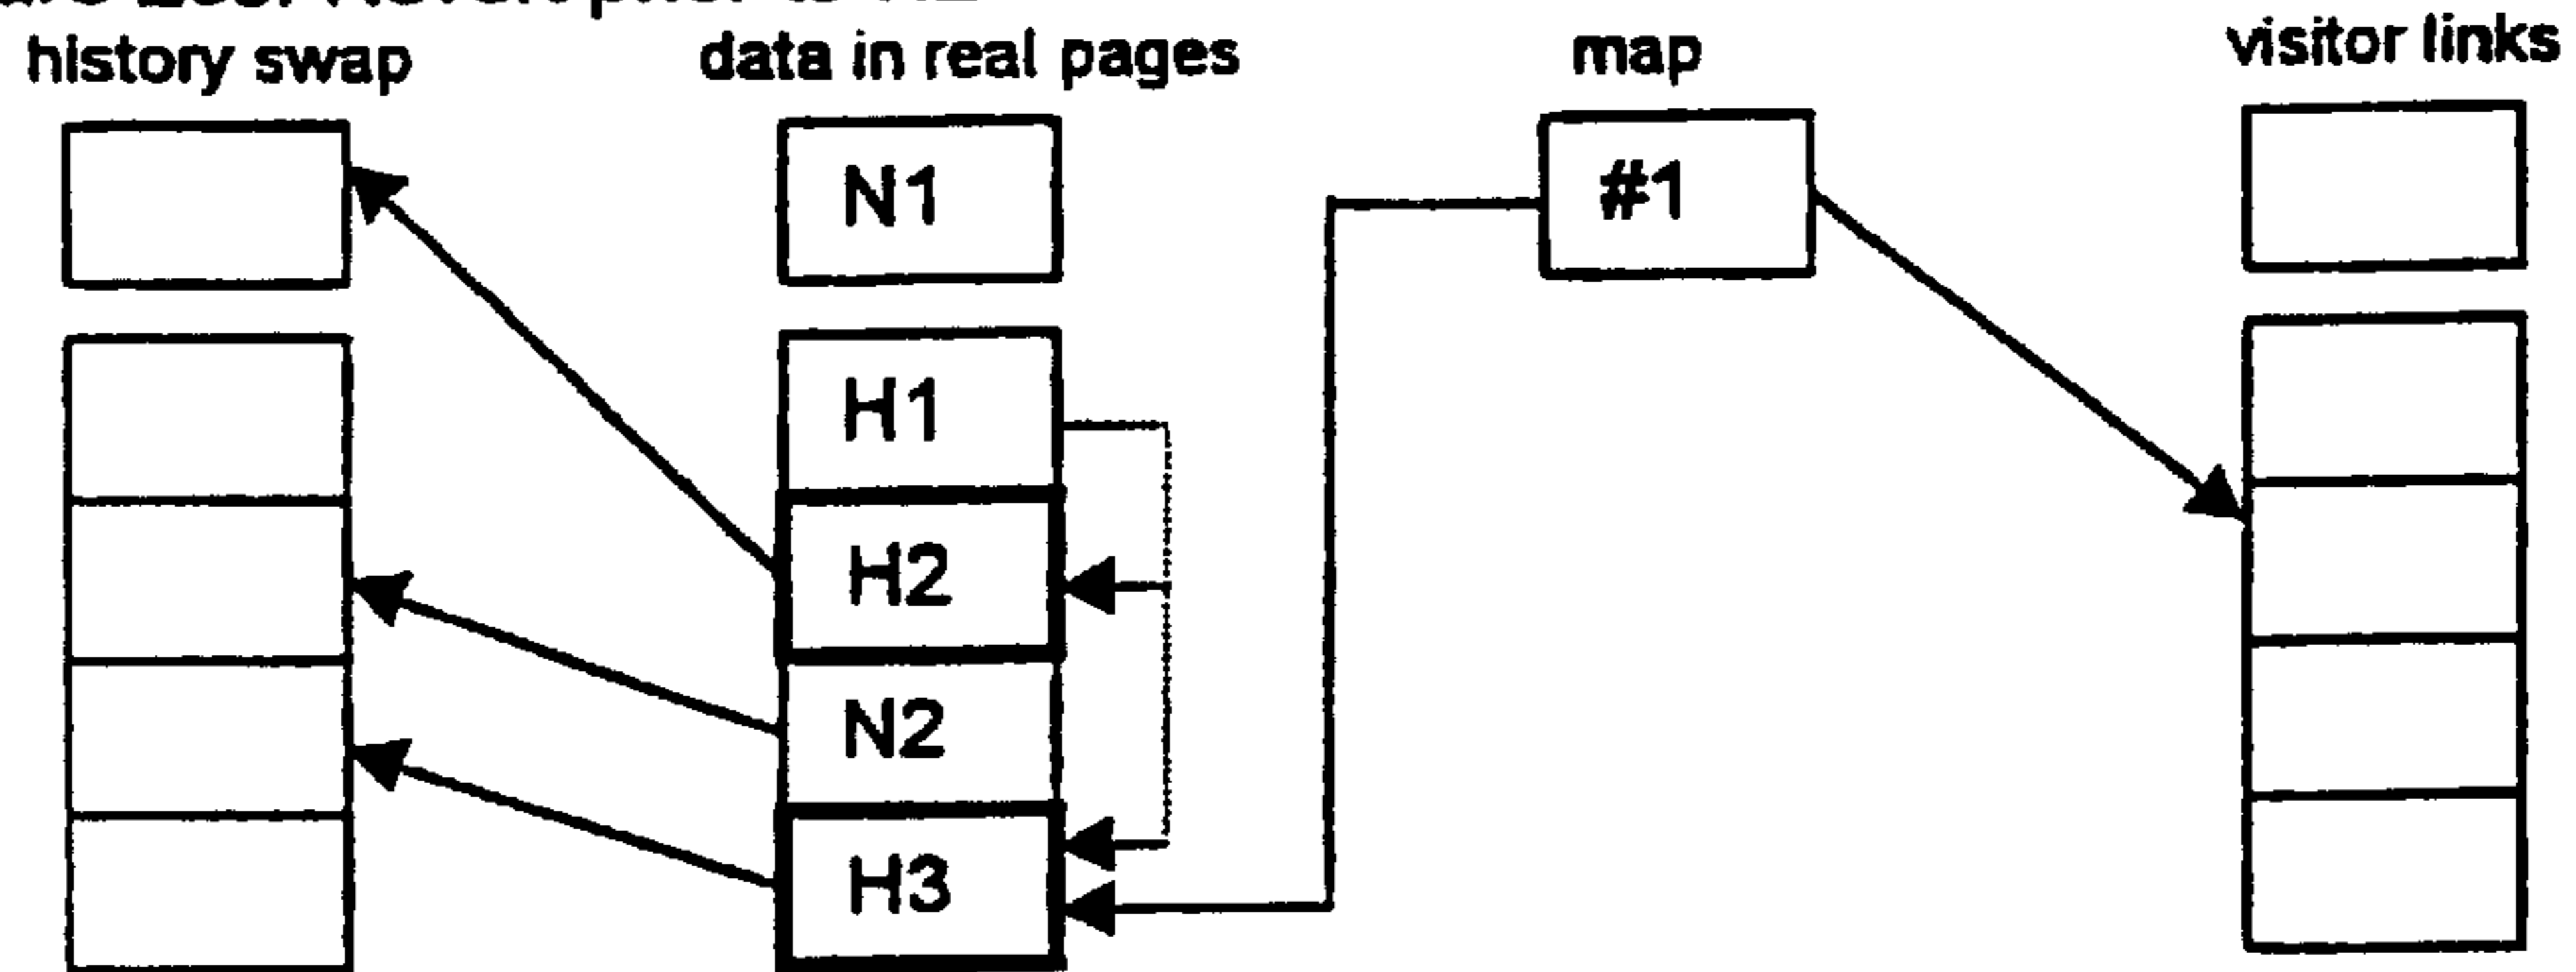 history swap
data in real pages
map
visitor links
N1
#1
H1
H2
N2
H3